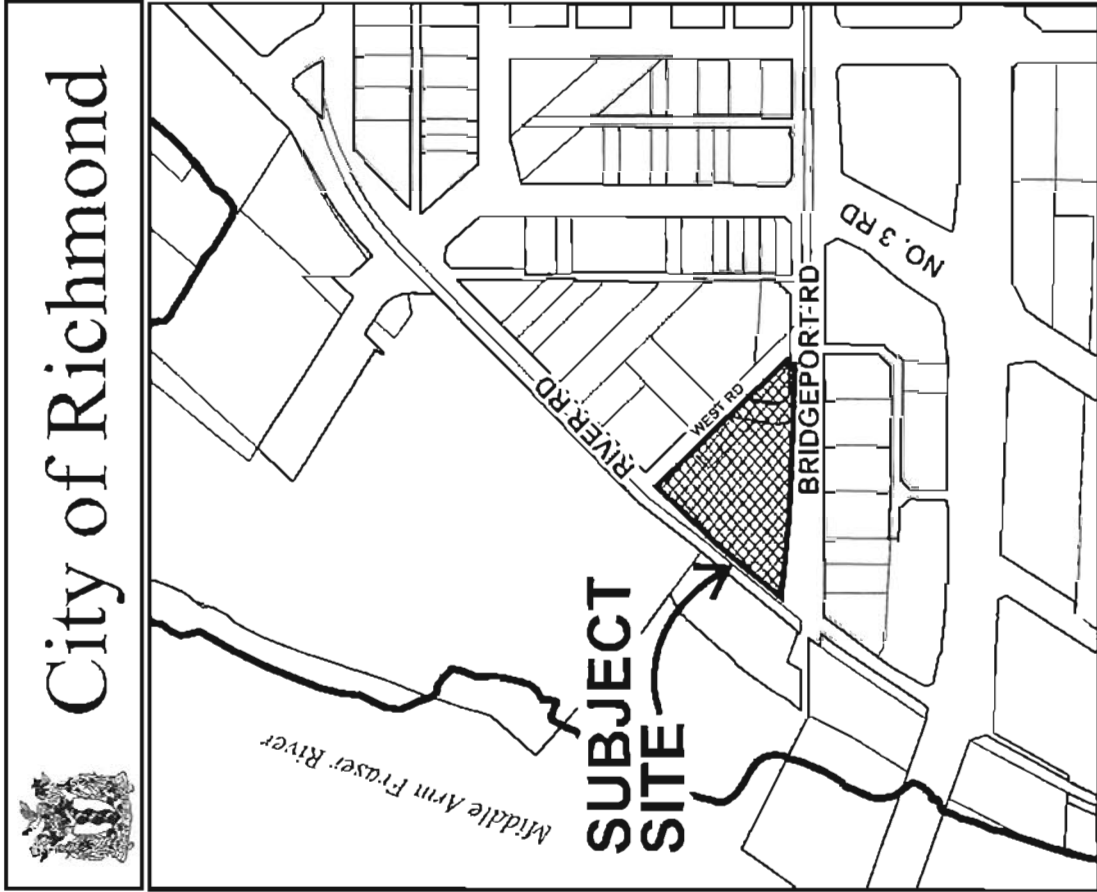 City of Richmond
Middle Arm Fraser River
SUBJECT
SITE
RIVER RD
WEST RD
BRIDGEPORT RD
NO. 3 RD